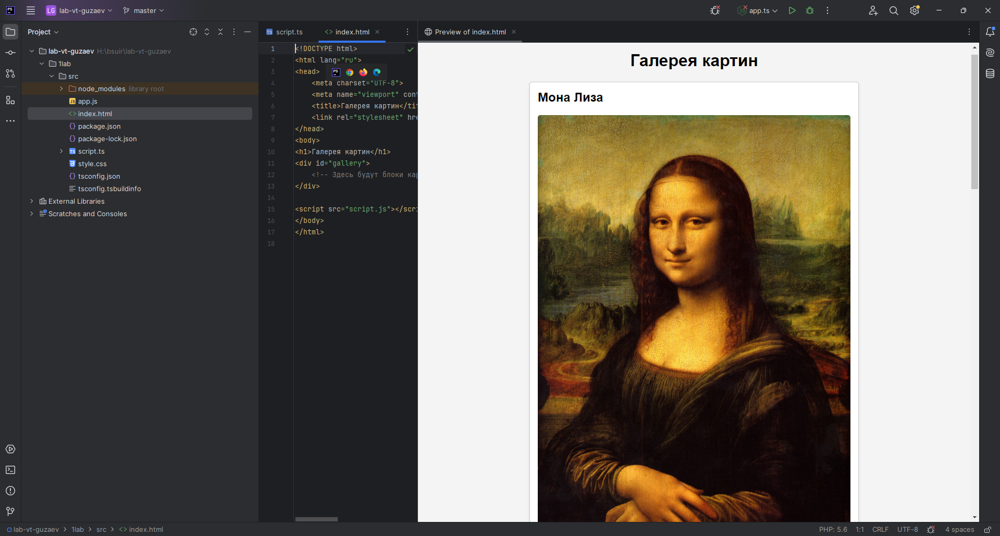 PS LG lab-vt-guzaev master app.ts
Project
lab-vt-guzaev H:\bsuir\lab-vt-guzaev
1lab
src
node_modules library root
JS app.js
<> index.html
{} package.json
{} package-lock.json
TS script.ts
style.css
{} tsconfig.json
tsconfig.tsbuildinfo
External Libraries
Scratches and Consoles
TS script.ts <> index.html
1 <!DOCTYPE html>
2 <html lang="ru">
3 <head>
PS
4 <meta charset="UTF-8">
5 <meta name="viewport" con
6 <title>Галерея картин</ti
7 <link rel="stylesheet" hr
8 </head>
9 <body>
10 <h1>Галерея картин</h1>
11 <div id="gallery">
12 <!-- Здесь будут блоки ка
13 </div>
14
15 <script src="script.js"></scr
16 </body>
17 </html>
18
Preview of index.html
Галерея картин
Мона Лиза
lab-vt-guzaev > 1lab > src > <> index.html
PHP: 5.6 1:1 CRLF UTF-8 4 spaces